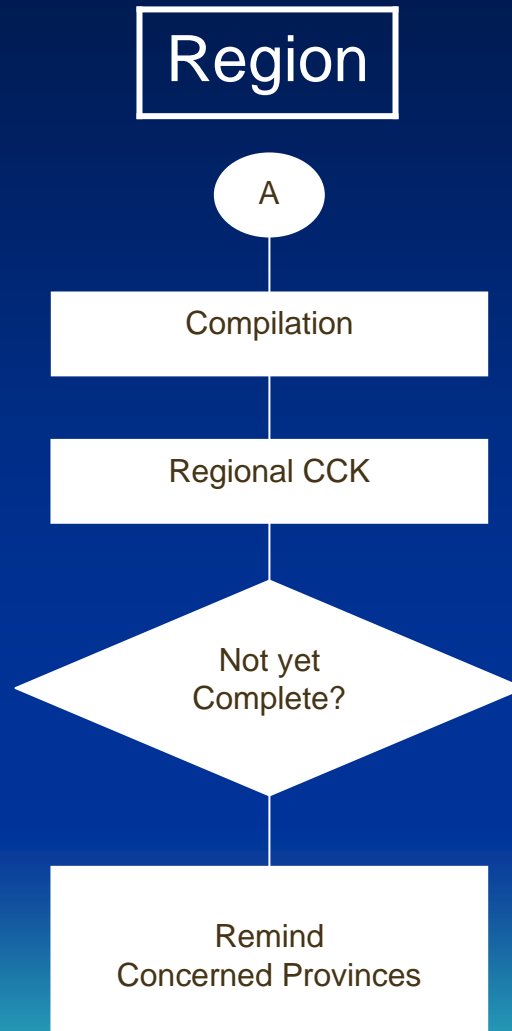 Region
A
Compilation
Regional CCK
Not yet
Complete?
Remind
Concerned Provinces